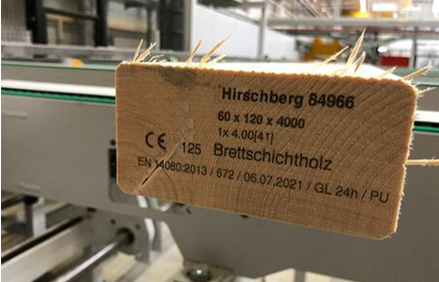 Hirschberg 84966
60 x 120 x 4000
1x 4.00[41]
CE 125 Brettschichtholz
EN 14080:2013 / 672 / 06.07.2021 / GL 24h / PU